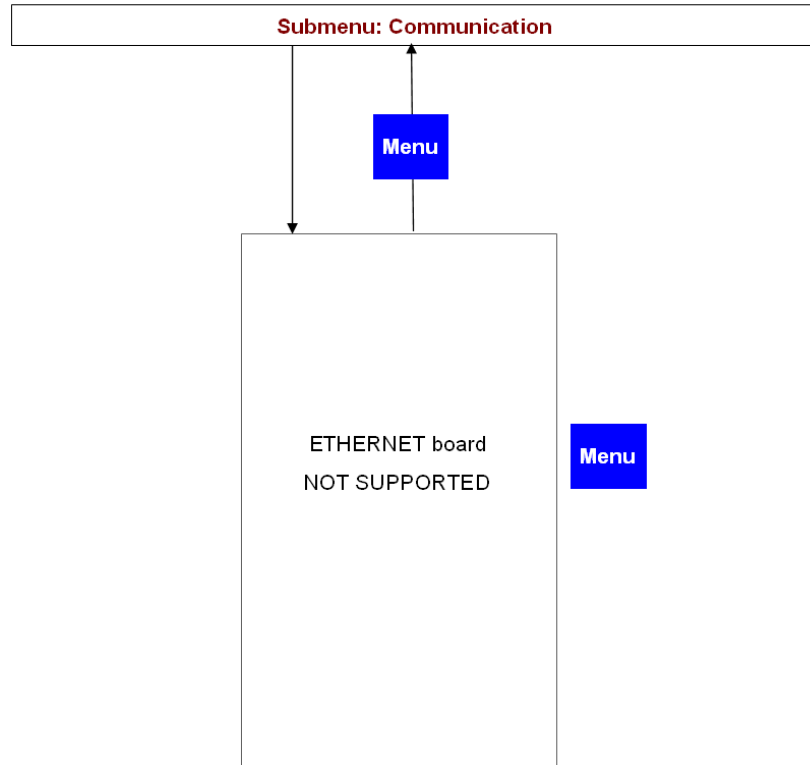 Submenu: Communication
Menu
ETHERNET board
Menu
NOT SUPPORTED